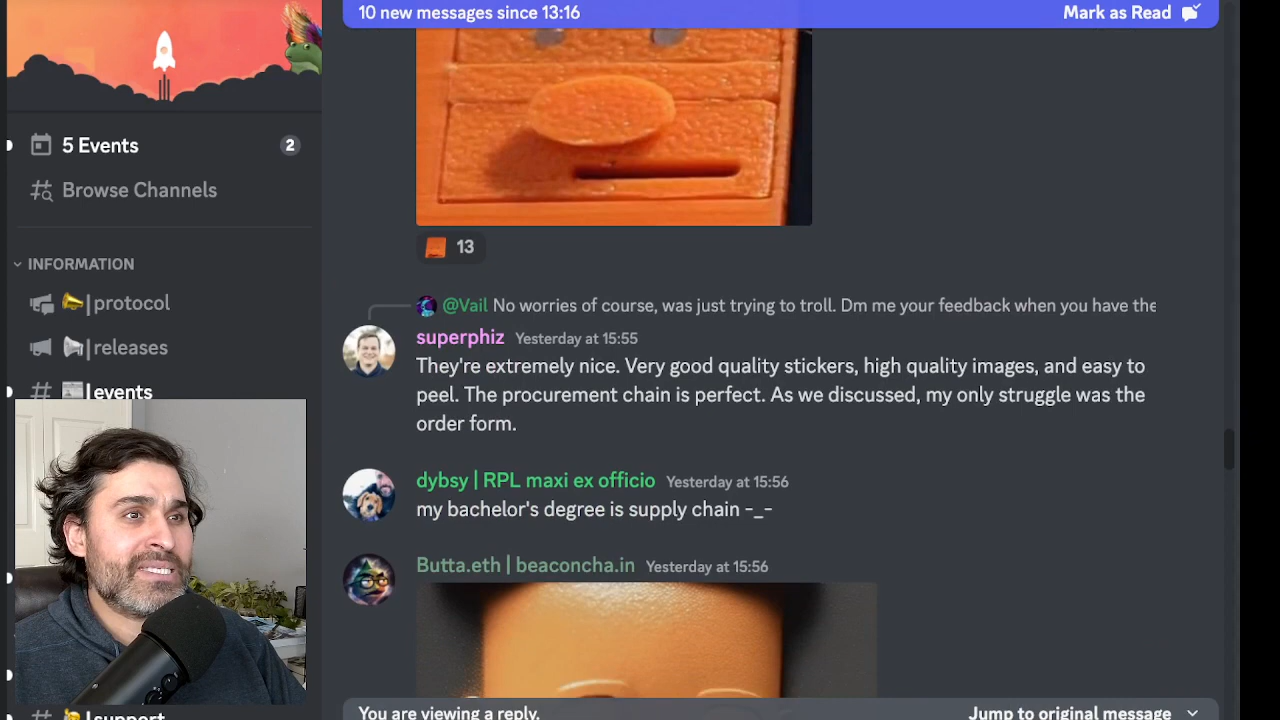 10 new messages since 13:16
Mark as Read
5 Events
2
Browse Channels
INFORMATION
|protocol
|releases
|events
|support
13
@Vail No worries of course, was just trying to troll. Dm me your feedback when you have the
superphiz Yesterday at 15:55
They're extremely nice. Very good quality stickers, high quality images, and easy to
peel. The procurement chain is perfect. As we discussed, my only struggle was the
order form.
dybsy | RPL maxi ex officio Yesterday at 15:56
my bachelor's degree is supply chain -_-
Butta.eth | beaconcha.in Yesterday at 15:56
You are viewing a reply.
Jump to original message